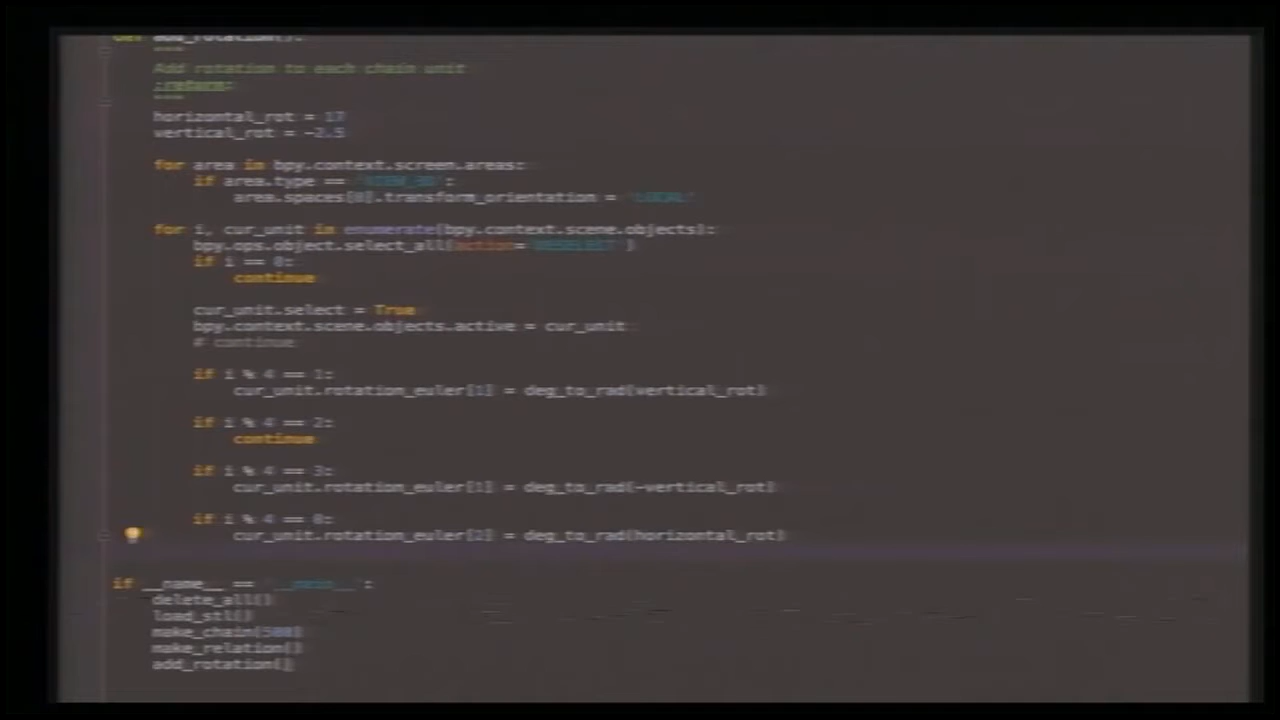 def add_rotation():
"""
Add rotation to each chain unit
:return:
"""
horizontal_rot = 17
vertical_rot = -2.5
for area in bpy.context.screen.areas:
if area.type == 'VIEW_3D':
area.spaces[0].transform_orientation = 'LOCAL'
for i, cur_unit in enumerate(bpy.context.scene.objects):
bpy.ops.object.select_all(action='DESELECT')
if i == 0:
continue
cur_unit.select = True
bpy.context.scene.objects.active = cur_unit
# continue
if i % 4 == 1:
cur_unit.rotation_euler[1] = deg_to_rad(vertical_rot)
if i % 4 == 2:
continue
if i % 4 == 3:
cur_unit.rotation_euler[1] = deg_to_rad(-vertical_rot)
if i % 4 == 0:
cur_unit.rotation_euler[2] = deg_to_rad(horizontal_rot)
if __name__ == '__main__':
delete_all()
load_stl()
make_chain(500)
make_relation()
add_rotation()